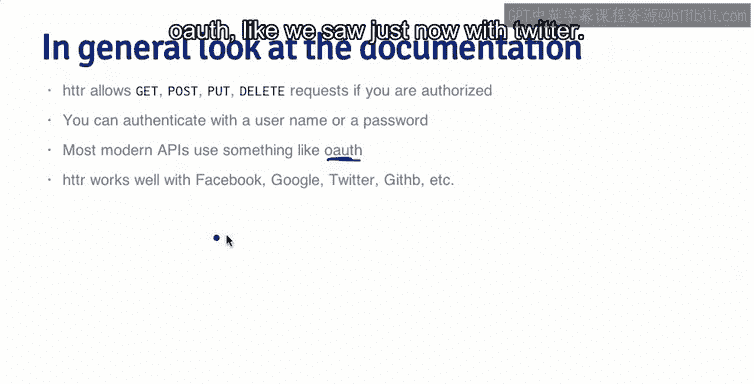 oauth, like we saw just now with twitter.
In general look at the documentation
· httr allows GET, POST, PUT, DELETE requests if you are authorized
· You can authenticate with a user name or a password
· Most modern APIs use something like oauth
· httr works well with Facebook, Google, Twitter, Githb, etc.